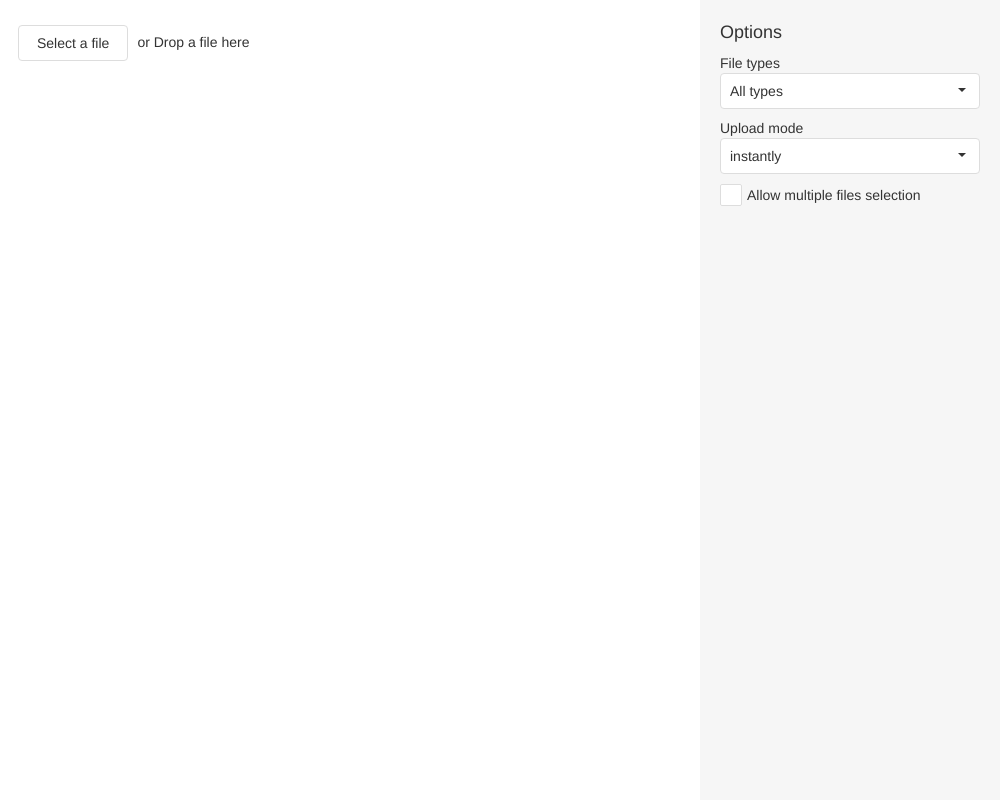 Select a file
or Drop a file here
Options
File types
All types
Upload mode
instantly
Allow multiple files selection